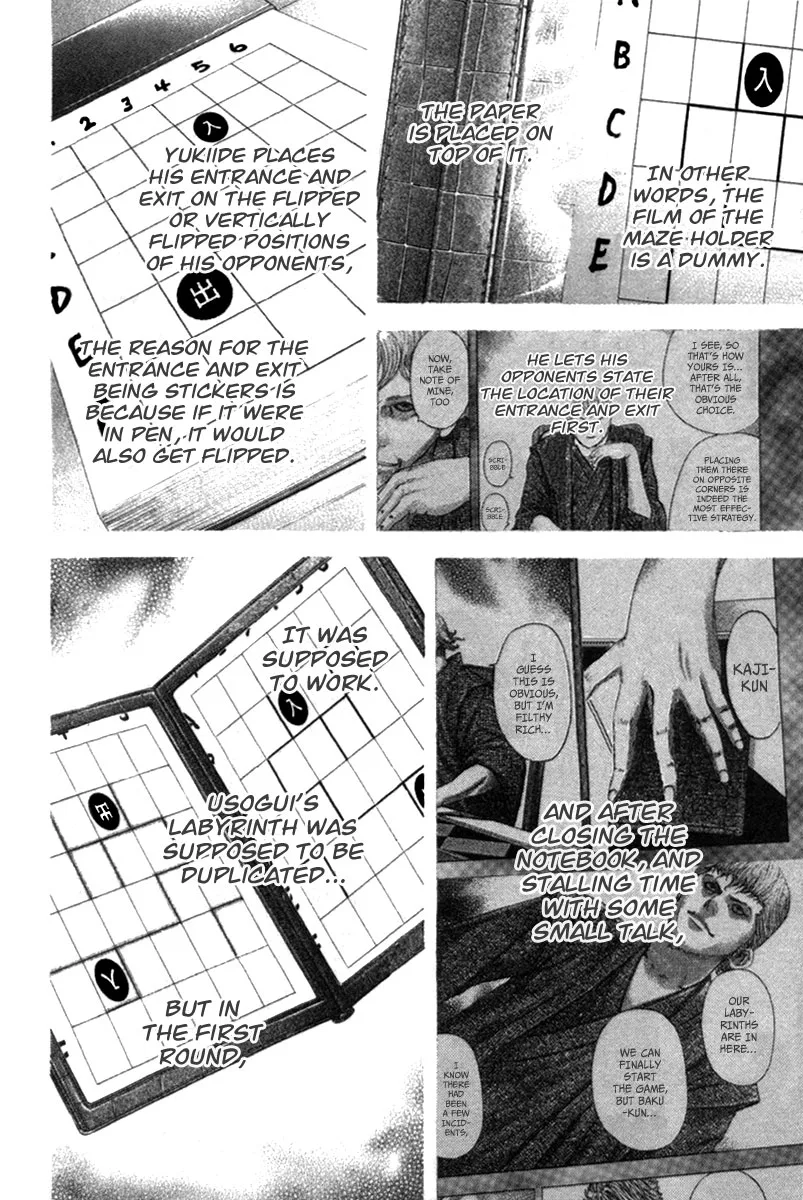 A
B
C
D
E
入
THE PAPER
IS PLACED ON
TOP OF IT.
IN OTHER
WORDS, THE
FILM OF THE
MAZE HOLDER
IS A DUMMY.
2 3 4 5 6
入
YUKIIDE PLACES
HIS ENTRANCE AND
EXIT ON THE FLIPPED
OR VERTICALLY
FLIPPED POSITIONS
OF HIS OPPONENTS,
出
D
E
THE REASON FOR THE
ENTRANCE AND EXIT
BEING STICKERS IS
BECAUSE IF IT WERE
IN PEN, IT WOULD
ALSO GET FLIPPED.
I SEE, SO
THAT'S HOW
YOURS IS...
AFTER ALL,
THAT'S THE
OBVIOUS
CHOICE.
PLACING
THEM THERE
ON OPPOSITE
CORNERS IS
INDEED THE
MOST EFFEC-
TIVE STRATEGY.
HE LETS HIS
OPPONENTS STATE
THE LOCATION OF THEIR
ENTRANCE AND EXIT
FIRST.
SCRI
BBLE
SCRI-
BBLE
NOW,
TAKE
NOTE OF
MINE,
TOO
KAJI-
KUN
I
GUESS
THIS IS
OBVIOUS,
BUT I'M
FILTHY
RICH...
AND AFTER
CLOSING THE
NOTEBOOK, AND
STALLING TIME
WITH SOME
SMALL TALK,
OUR
LABY-
RINTHS
ARE IN
HERE...
WE CAN
FINALLY
START
THE GAME,
BUT BAKU
-KUN...
I
KNOW
THERE
HAD
BEEN
A FEW
INCID-
ENTS,
IT WAS
SUPPOSED
TO WORK.
入
USOGUI'S
LABYRINTH WAS
SUPPOSED TO BE
DUPLICATED...
出
入
BUT IN
THE FIRST
ROUND,